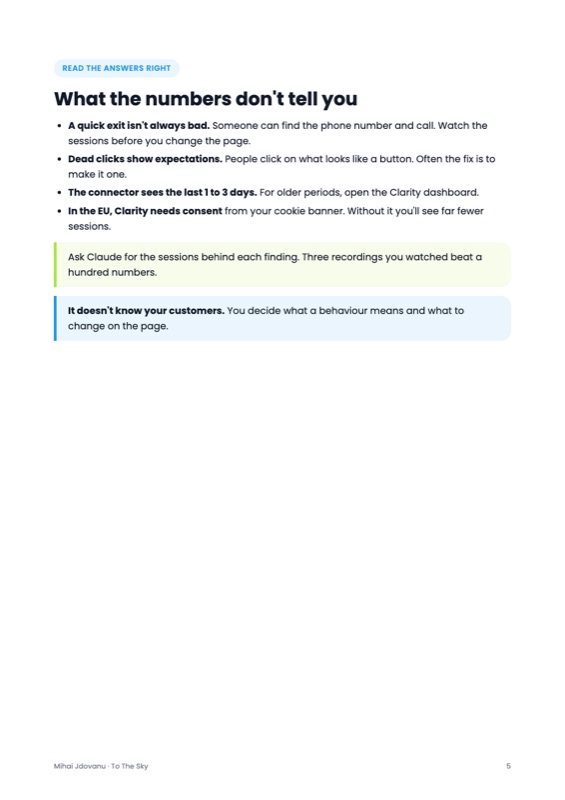 READ THE ANSWERS RIGHT
What the numbers don't tell you
• A quick exit isn't always bad. Someone can find the phone number and call. Watch the
sessions before you change the page.
• Dead clicks show expectations. People click on what looks like a button. Often the fix is to
make it one.
• The connector sees the last 1 to 3 days. For older periods, open the Clarity dashboard.
• In the EU, Clarity needs consent from your cookie banner. Without it you'll see far fewer
sessions.
Ask Claude for the sessions behind each finding. Three recordings you watched beat a
hundred numbers.
It doesn't know your customers. You decide what a behaviour means and what to
change on the page.
Mihai Jdovanu · To The Sky
5